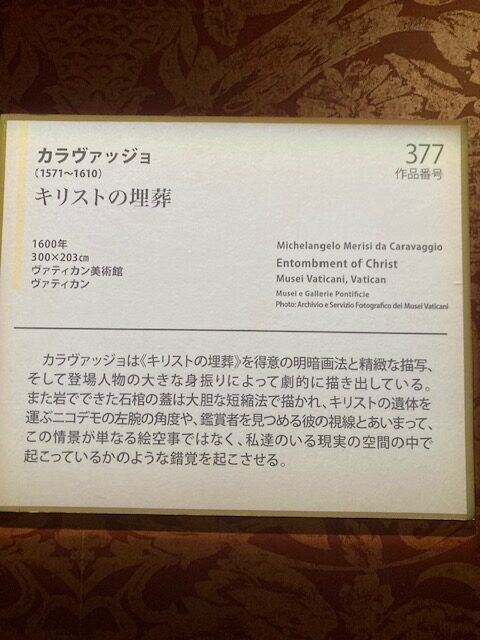 カラヴァッジョ
(1571〜1610)
キリストの埋葬
377
作品番号
1600年
300×203㎝
ヴァティカン美術館
ヴァティカン
Michelangelo Merisi da Caravaggio
Entombment of Christ
Musei Vaticani, Vatican
Musei e Gallerie Pontificie
Photo: Archivio e Servizio Fotografico dei Musei Vaticani
カラヴァッジョは《キリストの埋葬》を得意の明暗画法と精緻な描写、
そして登場人物の大きな身振りによって劇的に描き出している。
また岩でできた石棺の蓋は大胆な短縮法で描かれ、キリストの遺体を
運ぶニコデモの左腕の角度や、鑑賞者を見つめる彼の視線とあいまって、
この情景が単なる絵空事ではなく、私達のいる現実の空間の中で
起こっているかのような錯覚を起こさせる。